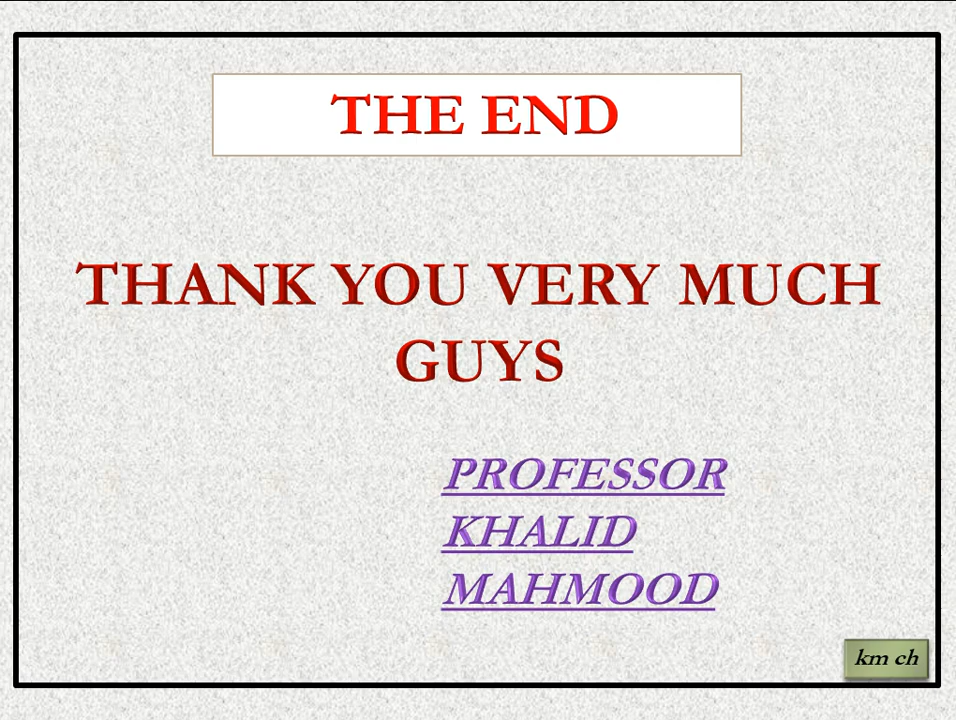 THE END
THANK YOU VERY MUCH
GUYS
PROFESSOR
KHALID
MAHMOOD
km ch